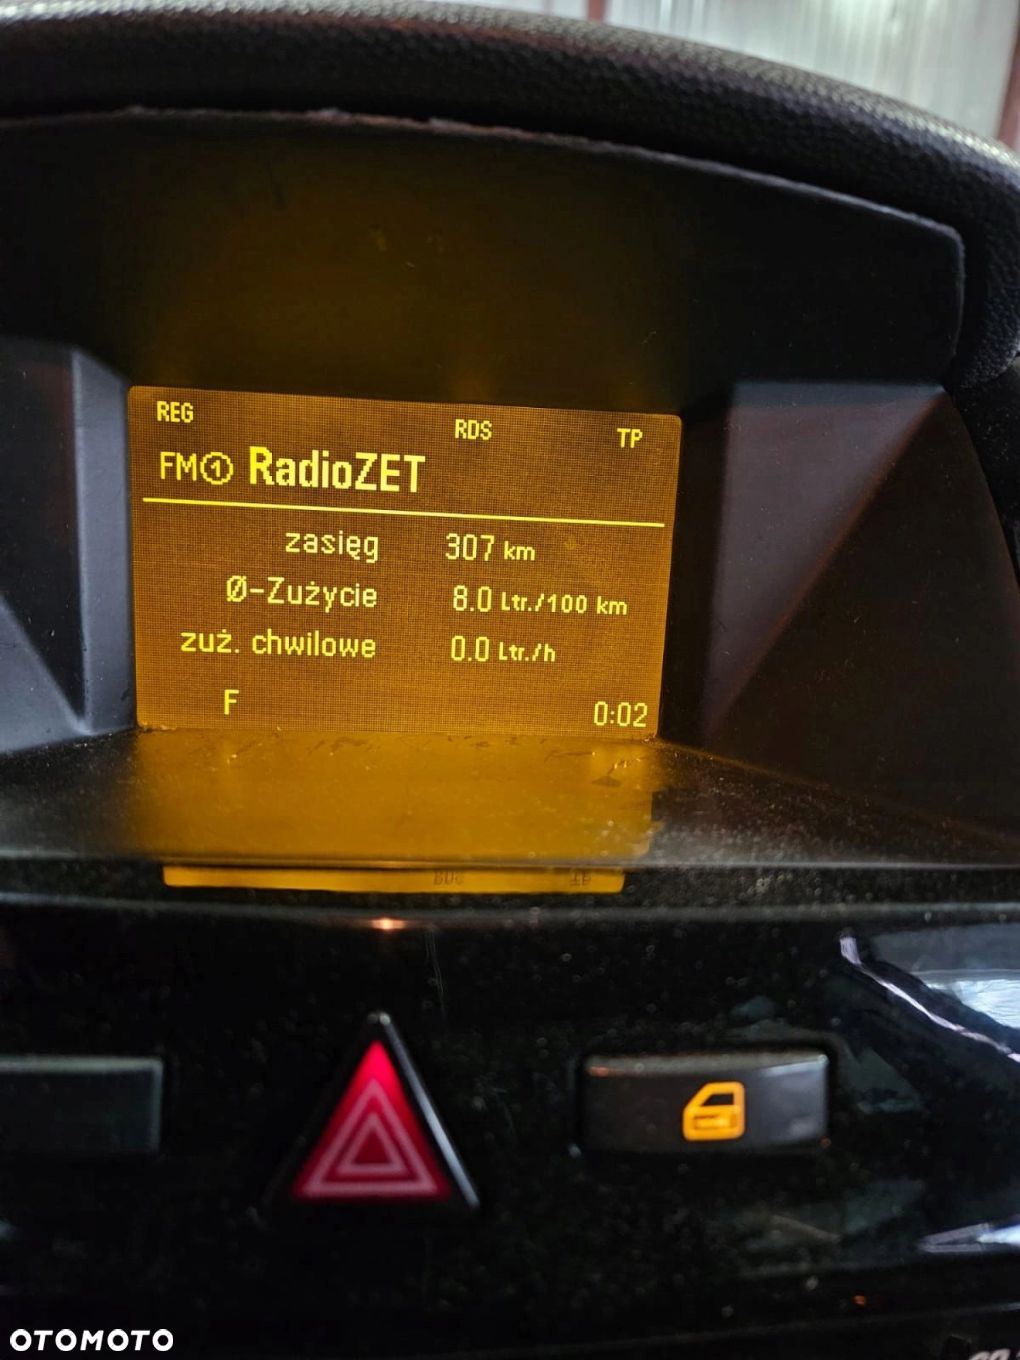 REG RDS TP
FM① RadioZET
zasięg 307 km
Ø-Zużycie 8.0 Ltr./100 km
zuż. chwilowe 0.0 Ltr./h
F 0:02
OTOMOTO